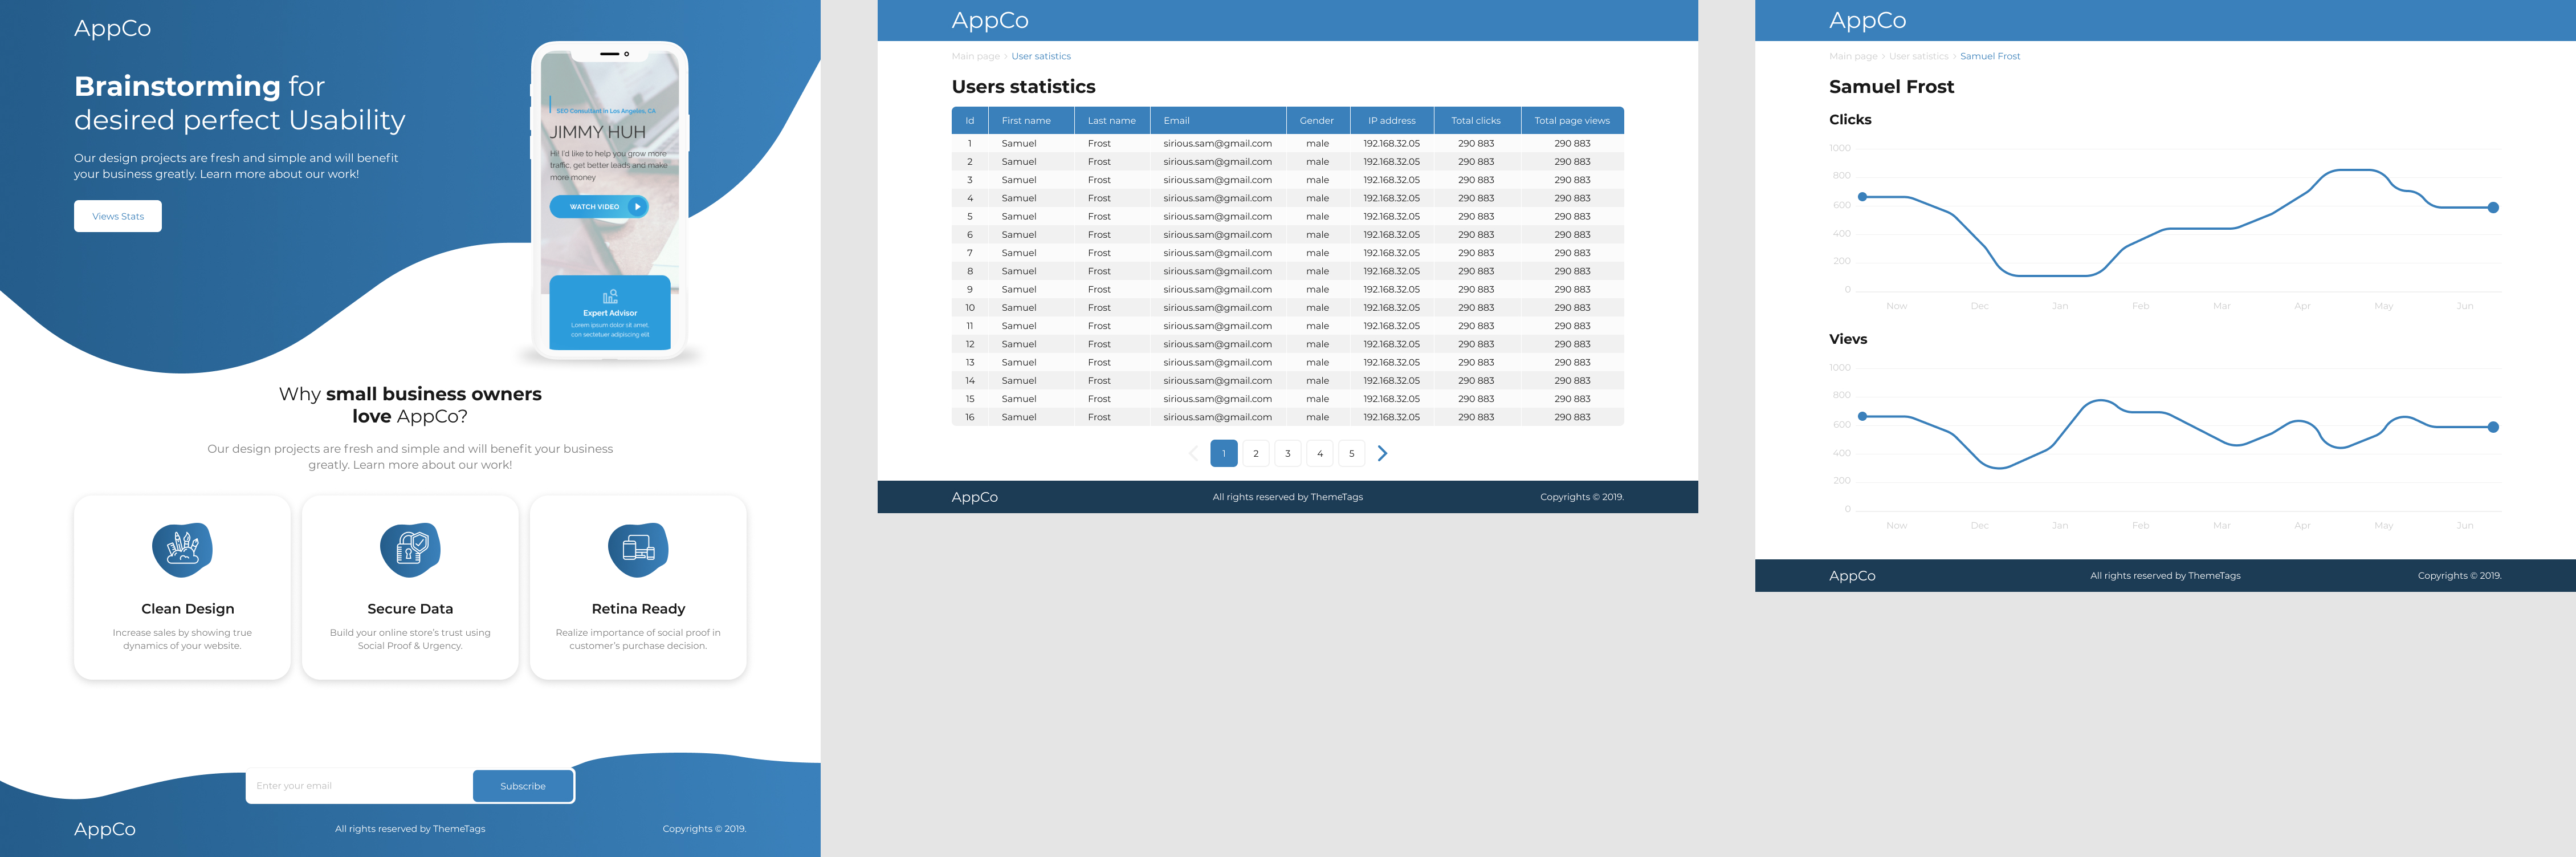 AppCo
Brainstorming for
desired perfect Usability
Our design projects are fresh and simple and will benefit
your business greatly. Learn more about our work!
Views Stats
SEO Consultant in Los Angeles, CA
JIMMY HUH
Hi! I'd like to help you grow more
traffic, get better leads and make
more money
WATCH VIDEO
Expert Advisor
Lorem ipsum dolor sit amet,
con sectetuer adipiscing elit
Why small business owners
love AppCo?
Our design projects are fresh and simple and will benefit your business
greatly. Learn more about our work!
Clean Design
Increase sales by showing true
dynamics of your website.
Secure Data
Build your online store's trust using
Social Proof & Urgency.
Retina Ready
Realize importance of social proof in
customer's purchase decision.
Enter your email
Subscribe
AppCo
All rights reserved by ThemeTags
Copyrights © 2019.
AppCo
Main page > User satistics
Users statistics
Id First name Last name Email Gender IP address Total clicks Total page views
1 Samuel Frost sirious.sam@gmail.com male 192.168.32.05 290 883 290 883
2 Samuel Frost sirious.sam@gmail.com male 192.168.32.05 290 883 290 883
3 Samuel Frost sirious.sam@gmail.com male 192.168.32.05 290 883 290 883
4 Samuel Frost sirious.sam@gmail.com male 192.168.32.05 290 883 290 883
5 Samuel Frost sirious.sam@gmail.com male 192.168.32.05 290 883 290 883
6 Samuel Frost sirious.sam@gmail.com male 192.168.32.05 290 883 290 883
7 Samuel Frost sirious.sam@gmail.com male 192.168.32.05 290 883 290 883
8 Samuel Frost sirious.sam@gmail.com male 192.168.32.05 290 883 290 883
9 Samuel Frost sirious.sam@gmail.com male 192.168.32.05 290 883 290 883
10 Samuel Frost sirious.sam@gmail.com male 192.168.32.05 290 883 290 883
11 Samuel Frost sirious.sam@gmail.com male 192.168.32.05 290 883 290 883
12 Samuel Frost sirious.sam@gmail.com male 192.168.32.05 290 883 290 883
13 Samuel Frost sirious.sam@gmail.com male 192.168.32.05 290 883 290 883
14 Samuel Frost sirious.sam@gmail.com male 192.168.32.05 290 883 290 883
15 Samuel Frost sirious.sam@gmail.com male 192.168.32.05 290 883 290 883
16 Samuel Frost sirious.sam@gmail.com male 192.168.32.05 290 883 290 883
1 2 3 4 5
AppCo
All rights reserved by ThemeTags
Copyrights © 2019.
AppCo
Main page > User satistics > Samuel Frost
Samuel Frost
Clicks
1000
800
600
400
200
0
Now Dec Jan Feb Mar Apr May Jun
Vievs
1000
800
600
400
200
0
Now Dec Jan Feb Mar Apr May Jun
AppCo
All rights reserved by ThemeTags
Copyrights © 2019.